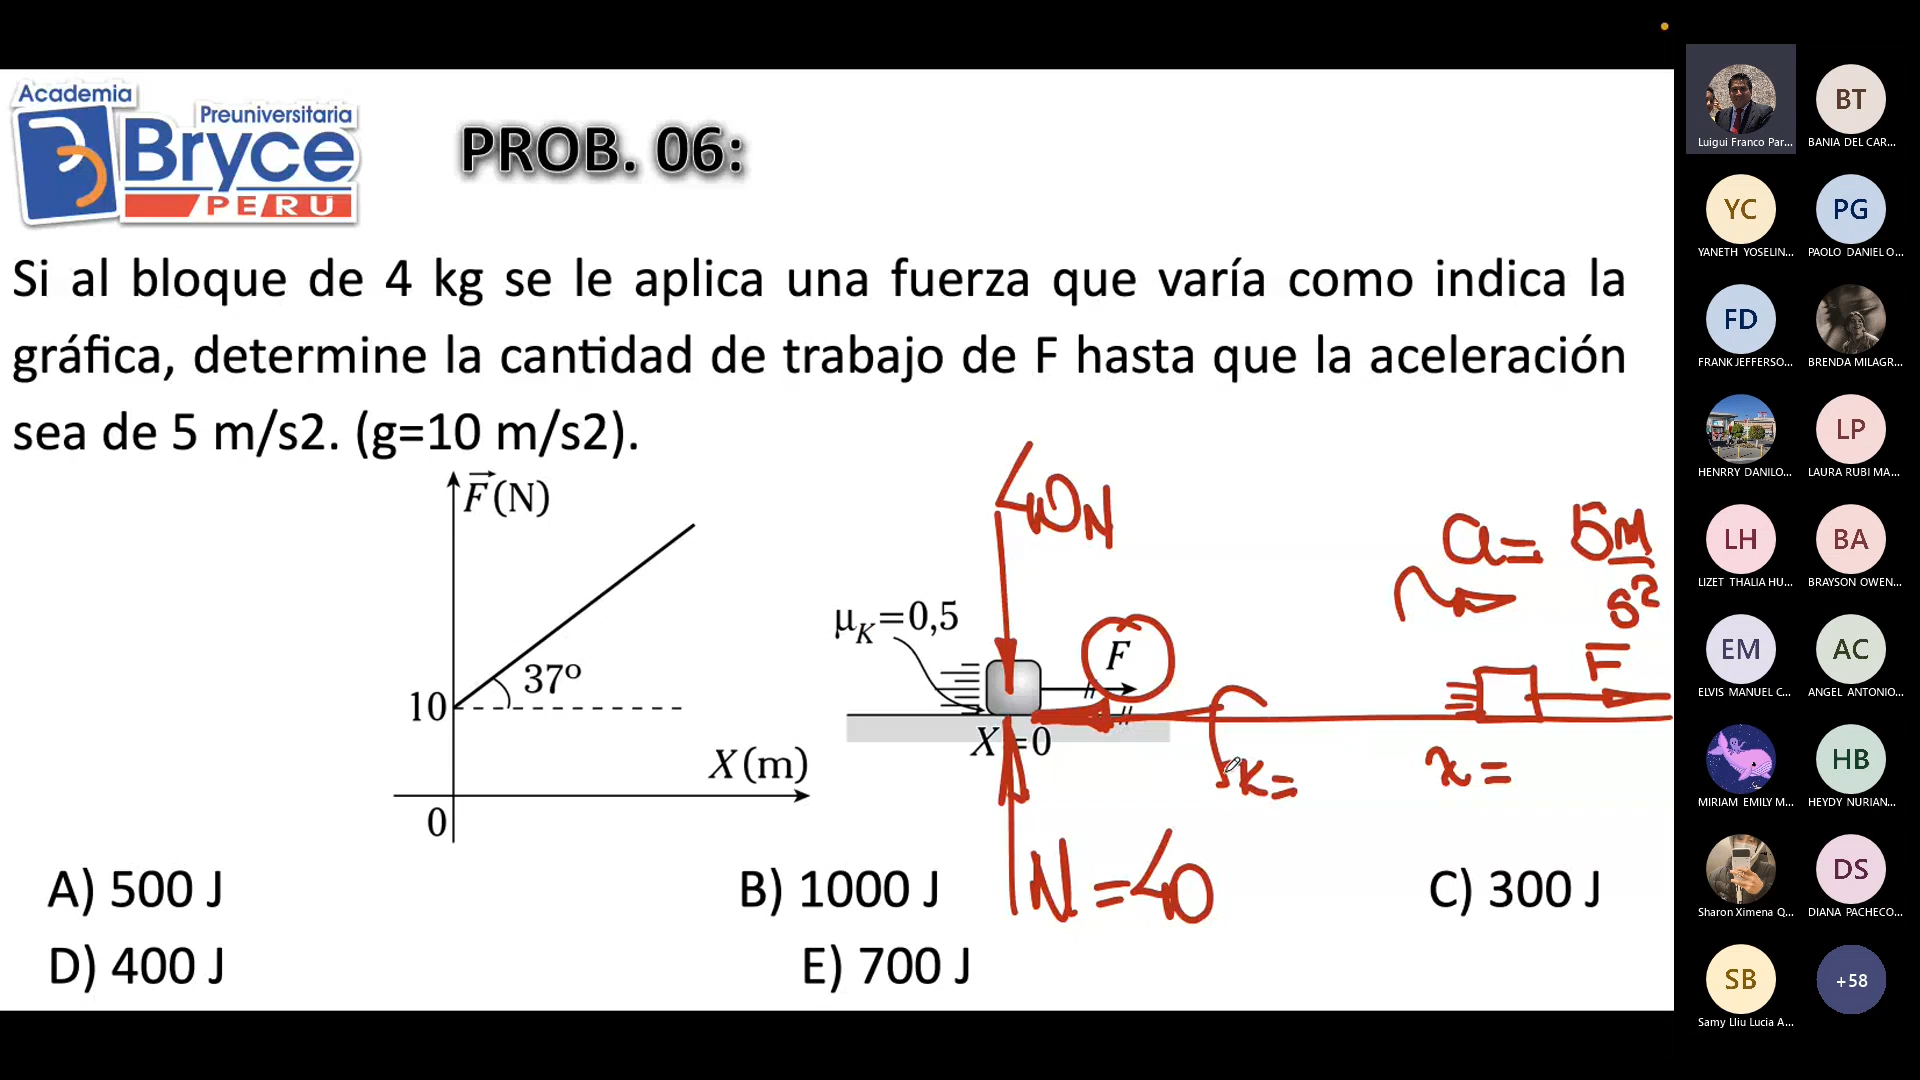 Academia
Preuniversitaria
Bryce
PERÚ
PROB. 06:
Si al bloque de 4 kg se le aplica una fuerza que varía como indica la
gráfica, determine la cantidad de trabajo de F hasta que la aceleración
sea de 5 m/s2. (g=10 m/s2).
F(N)
10
37º
X(m)
0
40N
μK=0,5
F
X=0
fK=
N=40
a= 5m/s²
F
x=
A) 500 J
B) 1000 J
C) 300 J
D) 400 J
E) 700 J
Luigui Franco Par...
BT
BANIA DEL CAR...
YC
YANETH YOSELIN...
PG
PAOLO DANIEL O...
FD
FRANK JEFFERSO...
BRENDA MILAGR...
HENRRY DANILO...
LP
LAURA RUBI MA...
LH
LIZET THALIA HU...
BA
BRAYSON OWEN...
EM
ELVIS MANUEL C...
AC
ANGEL ANTONIO...
MIRIAM EMILY M...
HB
HEYDY NURIAN...
Sharon Ximena Q...
DS
DIANA PACHECO...
SB
Samy Lliu Lucia A...
+58